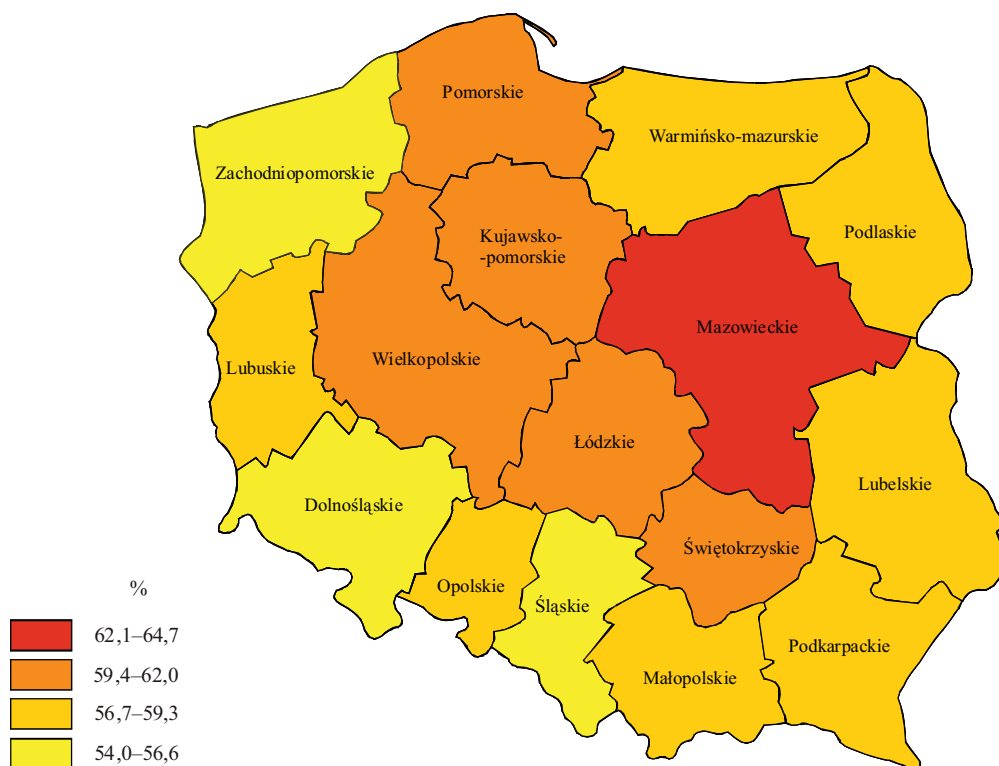 Pomorskie
Warmińsko-mazurskie
Zachodniopomorskie
Podlaskie
Kujawsko-
-pomorskie
Mazowieckie
Wielkopolskie
Lubuskie
Łódzkie
Lubelskie
Dolnośląskie
Świętokrzyskie
Opolskie
Śląskie
Podkarpackie
Małopolskie
%
62,1–64,7
59,4–62,0
56,7–59,3
54,0–56,6